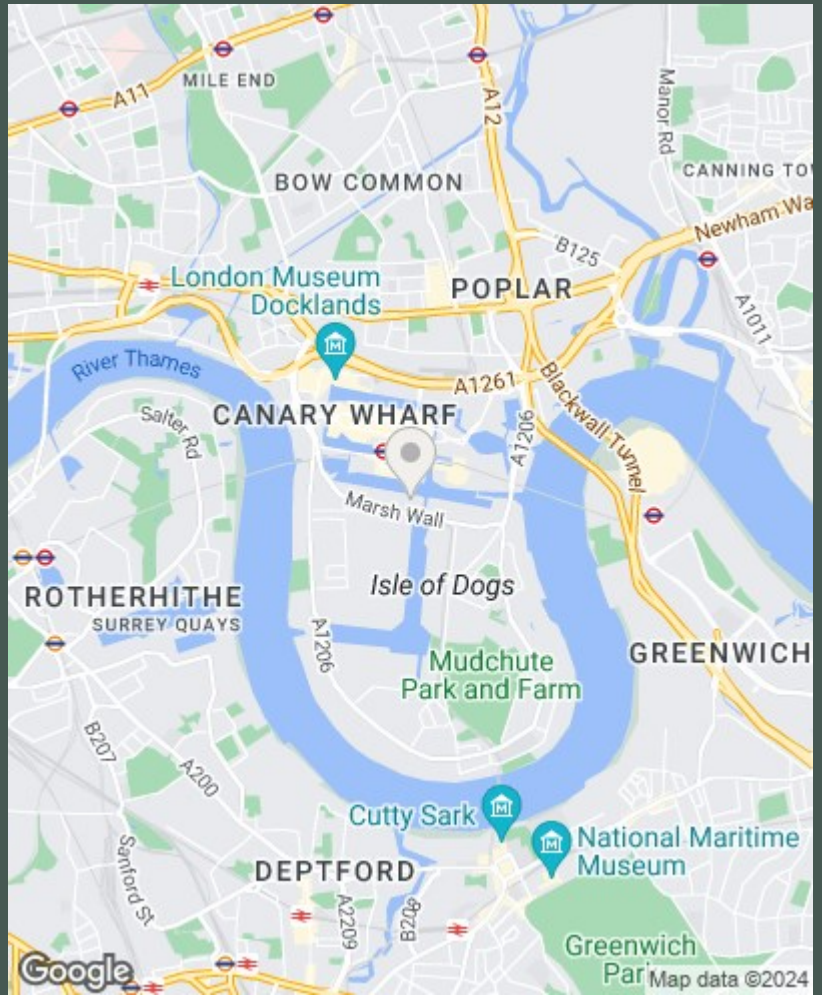 MILE END
A11
A12
Manor Rd
CANNING TO
BOW COMMON
Newham Wa
B125
London Museum
Docklands
POPLAR
A1011
River Thames
A1261
Blackwall Tunnel
Salter Rd
CANARY WHARF
A1206
Marsh Wall
Isle of Dogs
ROTHERHITHE
SURREY QUAYS
A1206
Mudchute
Park and Farm
GREENWICH
B207
A200
Cutty Sark
National Maritime
Museum
Sanford St
DEPTFORD
A2209
B208
Greenwich
Park
Google
Map data ©2024